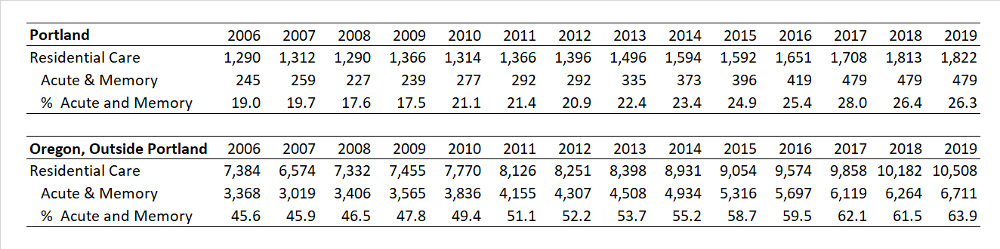 Portland 2006 2007 2008 2009 2010 2011 2012 2013 2014 2015 2016 2017 2018 2019
Residential Care 1,290 1,312 1,290 1,366 1,314 1,366 1,396 1,496 1,594 1,592 1,651 1,708 1,813 1,822
Acute & Memory 245 259 227 239 277 292 292 335 373 396 419 479 479 479
% Acute and Memory 19.0 19.7 17.6 17.5 21.1 21.4 20.9 22.4 23.4 24.9 25.4 28.0 26.4 26.3
Oregon, Outside Portland 2006 2007 2008 2009 2010 2011 2012 2013 2014 2015 2016 2017 2018 2019
Residential Care 7,384 6,574 7,332 7,455 7,770 8,126 8,251 8,398 8,931 9,054 9,574 9,858 10,182 10,508
Acute & Memory 3,368 3,019 3,406 3,565 3,836 4,155 4,307 4,508 4,934 5,316 5,697 6,119 6,264 6,711
% Acute and Memory 45.6 45.9 46.5 47.8 49.4 51.1 52.2 53.7 55.2 58.7 59.5 62.1 61.5 63.9